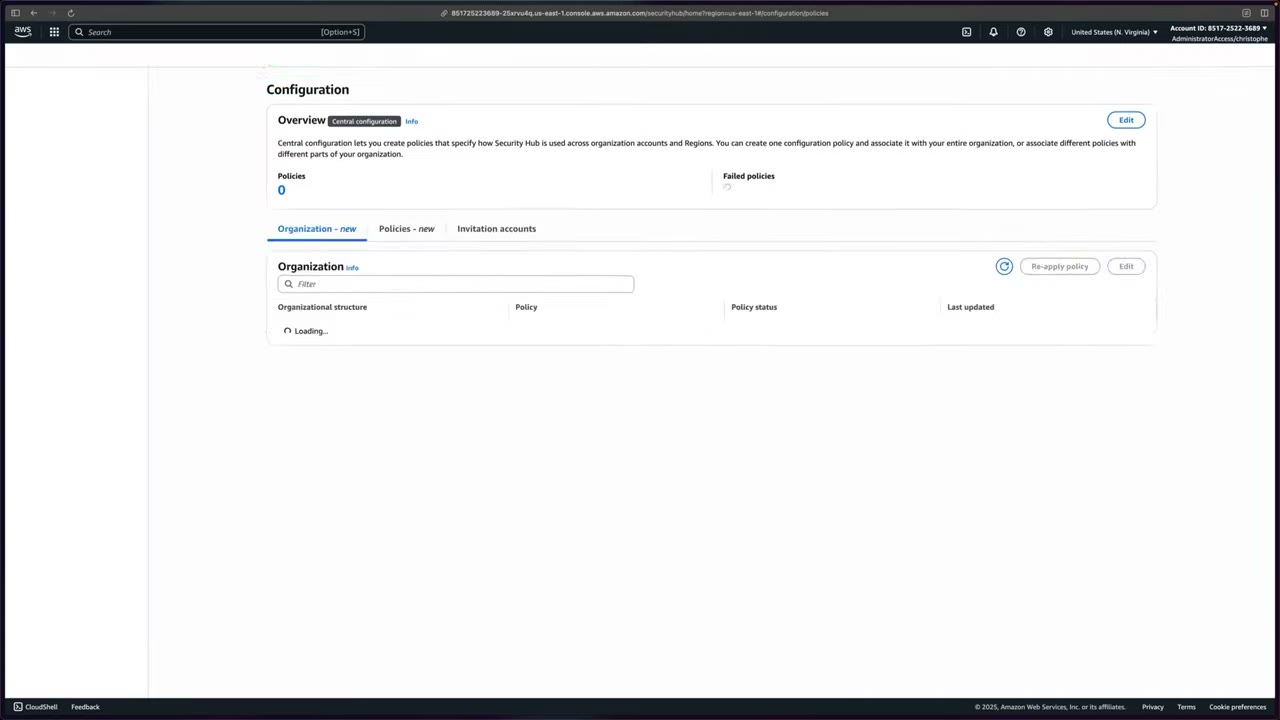 851725223689-25xrvu4q.us-east-1.console.aws.amazon.com/securityhub/home?region=us-east-1#/configuration/policies
aws
Search [Option+S]
United States (N. Virginia)
Account ID: 8517-2522-3689
AdministratorAccess/christophe
Configuration
Overview Central configuration Info
Edit
Central configuration lets you create policies that specify how Security Hub is used across organization accounts and Regions. You can create one configuration policy and associate it with your entire organization, or associate different policies with
different parts of your organization.
Policies
0
Failed policies
Organization - new Policies - new Invitation accounts
Organization Info
Re-apply policy Edit
Filter
Organizational structure Policy Policy status Last updated
Loading...
CloudShell Feedback © 2025, Amazon Web Services, Inc. or its affiliates. Privacy Terms Cookie preferences